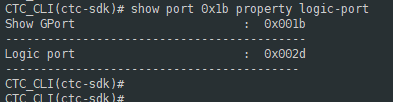 CTC_CLI(ctc-sdk)# show port 0x1b property logic-port
Show GPort                    :  0x001b
-------------------------------------------
Logic port                    :  0x002d
------------------------------------------
CTC_CLI(ctc-sdk)#
CTC_CLI(ctc-sdk)#